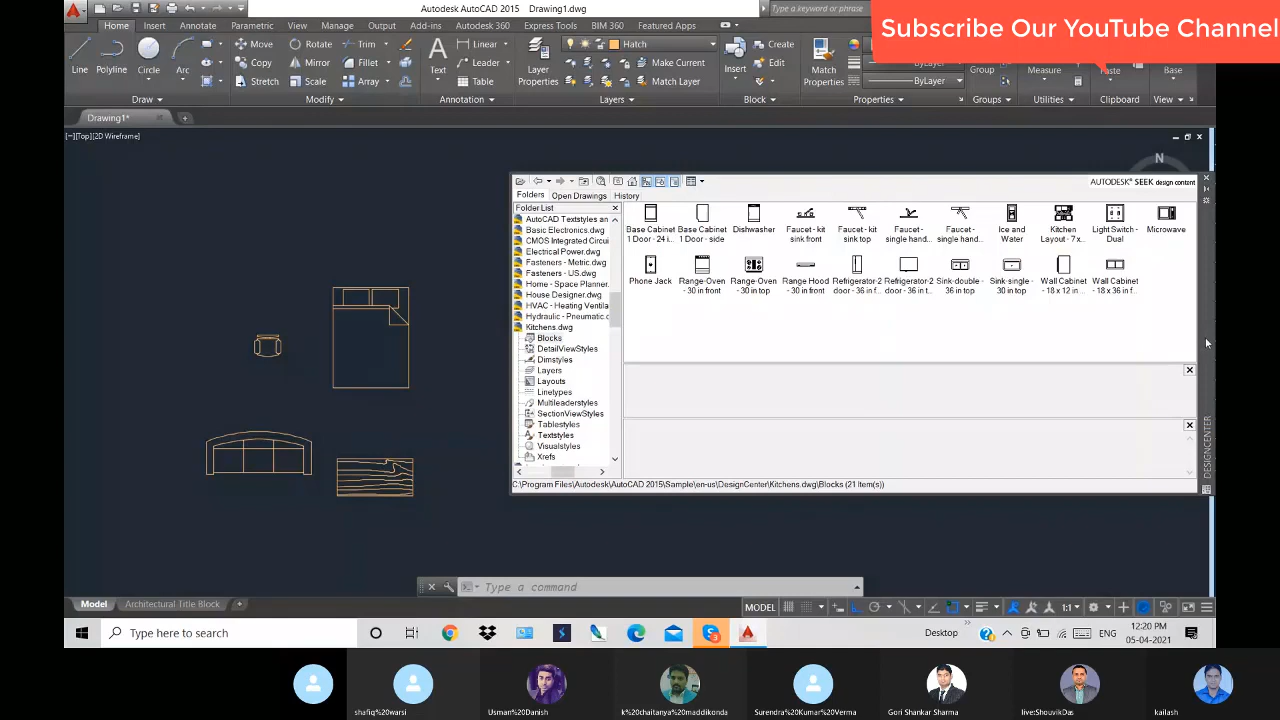 Autodesk AutoCAD 2015 Drawing1.dwg
Type a keyword or phrase
Subscribe Our YouTube Channel
Home Insert Annotate Parametric View Manage Output Add-ins Autodesk 360 Express Tools BIM 360 Featured Apps
Line Polyline Circle Arc
Move Rotate Trim
Copy Mirror Fillet
Stretch Scale Array
Text
Linear
Leader
Table
Layer Properties
Hatch
Make Current
Match Layer
Insert
Create
Edit
Match Properties
ByLayer
ByLayer
Group
Measure
Paste
Base
Draw Modify Annotation Layers Block Properties Groups Utilities Clipboard View
Drawing1*
[−][Top][2D Wireframe]
N
AUTODESK® SEEK design content
Folders Open Drawings History
Folder List
AutoCAD Textstyles an
Basic Electronics.dwg
CMOS Integrated Circui
Electrical Power.dwg
Fasteners - Metric.dwg
Fasteners - US.dwg
Home - Space Planner.
House Designer.dwg
HVAC - Heating Ventila
Hydraulic - Pneumatic.c
Kitchens.dwg
Blocks
DetailViewStyles
Dimstyles
Layers
Layouts
Linetypes
Multileaderstyles
SectionViewStyles
Tablestyles
Textstyles
Visualstyles
Xrefs
Base Cabinet 1 Door - 24 i...
Base Cabinet 1 Door - side
Dishwasher
Faucet - kit sink front
Faucet - kit sink top
Faucet - single hand...
Faucet - single hand...
Ice and Water
Kitchen Layout - 7 x...
Light Switch - Dual
Microwave
Phone Jack
Range-Oven - 30 in front
Range-Oven - 30 in top
Range Hood - 30 in front
Refrigerator-2 door - 36 in f...
Refrigerator-2 door - 36 in t...
Sink-double - 36 in top
Sink-single - 30 in top
Wall Cabinet - 18 x 12 in...
Wall Cabinet - 18 x 36 in f...
DESIGNCENTER
C:\Program Files\Autodesk\AutoCAD 2015\Sample\en-us\DesignCenter\Kitchens.dwg\Blocks (21 Item(s))
Type a command
Model Architectural Title Block
MODEL
1:1
Type here to search
Desktop
ENG
12:20 PM
05-04-2021
shafiq%20warsi
Usman%20Danish
k%20chaitanya%20maddikonda
Surendra%20Kumar%20Verma
Gori Shankar Sharma
live:ShouvikDas
kailash